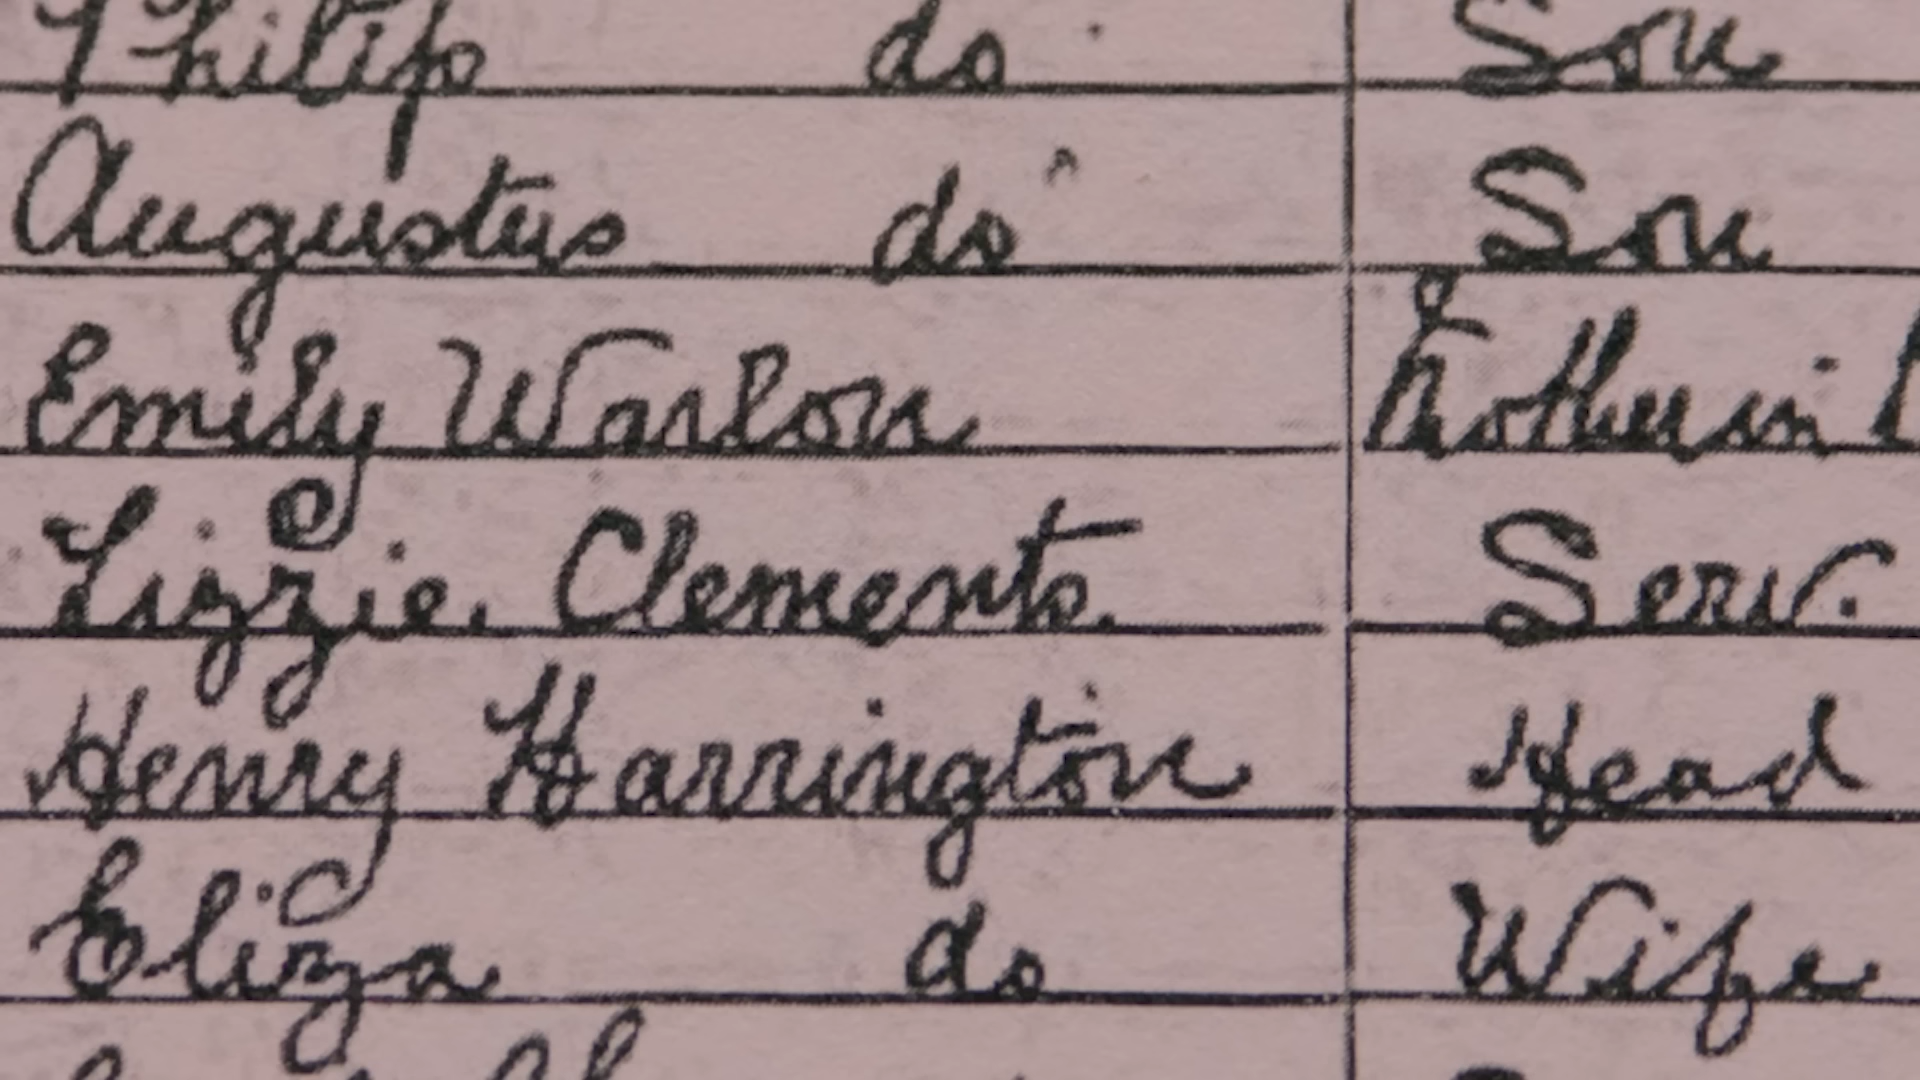 Philip do Son
Augustus do Son
Emily Warlow
Lizzie Clements Serv.
Henry Harrington Head
Eliza do Wife